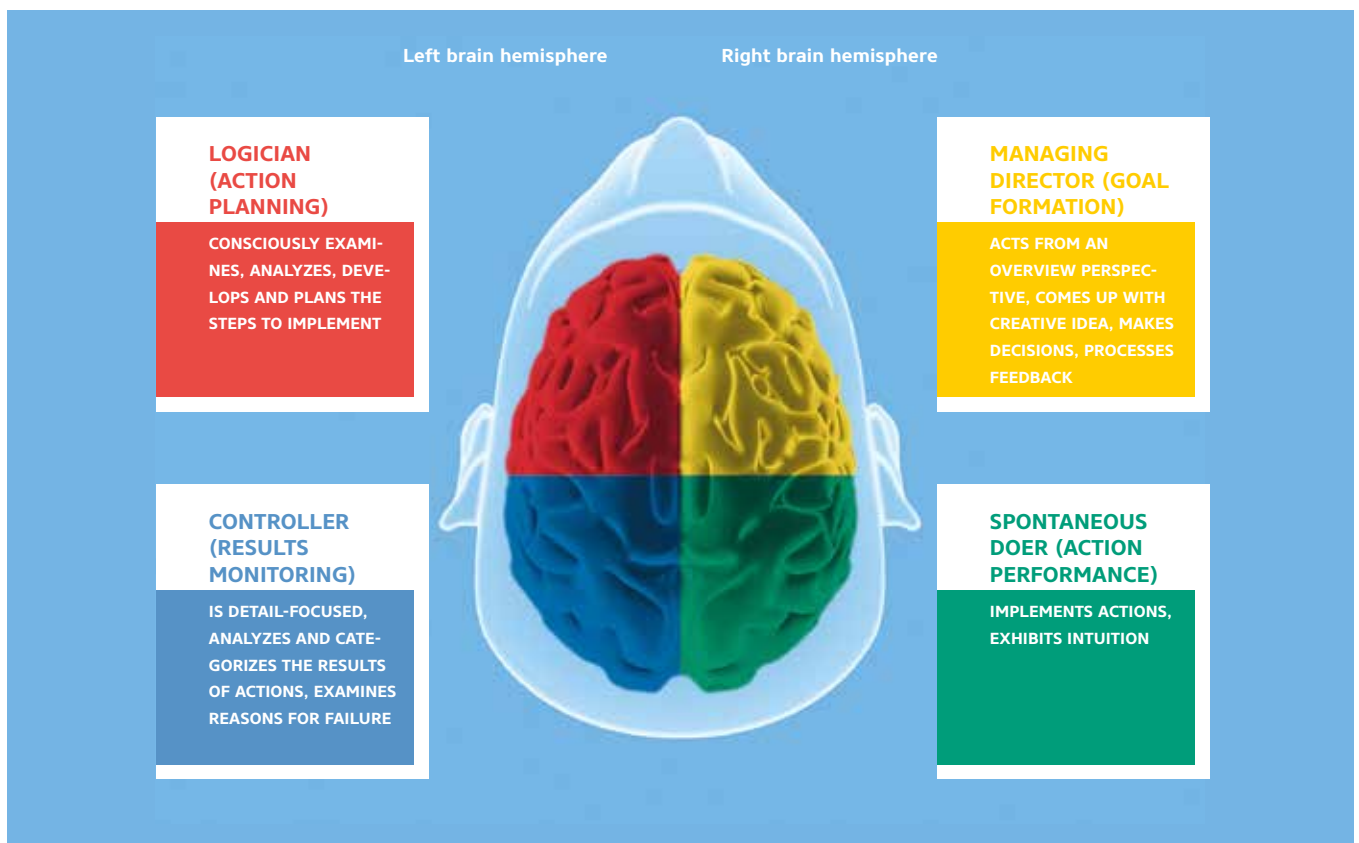 Left brain hemisphere
Right brain hemisphere
LOGICIAN
(ACTION
PLANNING)
CONSCIOUSLY EXAMI-
NES, ANALYZES, DEVE-
LOPS AND PLANS THE
STEPS TO IMPLEMENT
MANAGING
DIRECTOR (GOAL
FORMATION)
ACTS FROM AN
OVERVIEW PERSPEC-
TIVE, COMES UP WITH
CREATIVE IDEA, MAKES
DECISIONS, PROCESSES
FEEDBACK
CONTROLLER
(RESULTS
MONITORING)
IS DETAIL-FOCUSED,
ANALYZES AND CATE-
GORIZES THE RESULTS
OF ACTIONS, EXAMINES
REASONS FOR FAILURE
SPONTANEOUS
DOER (ACTION
PERFORMANCE)
IMPLEMENTS ACTIONS,
EXHIBITS INTUITION